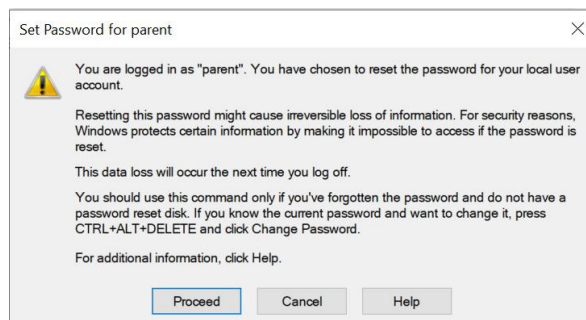 Set Password for parent
You are logged in as "parent". You have chosen to reset the password for your local user
account.
Resetting this password might cause irreversible loss of information. For security reasons,
Windows protects certain information by making it impossible to access if the password is
reset.
This data loss will occur the next time you log off.
You should use this command only if you've forgotten the password and do not have a
password reset disk. If you know the current password and want to change it, press
CTRL+ALT+DELETE and click Change Password.
For additional information, click Help.
Proceed Cancel Help